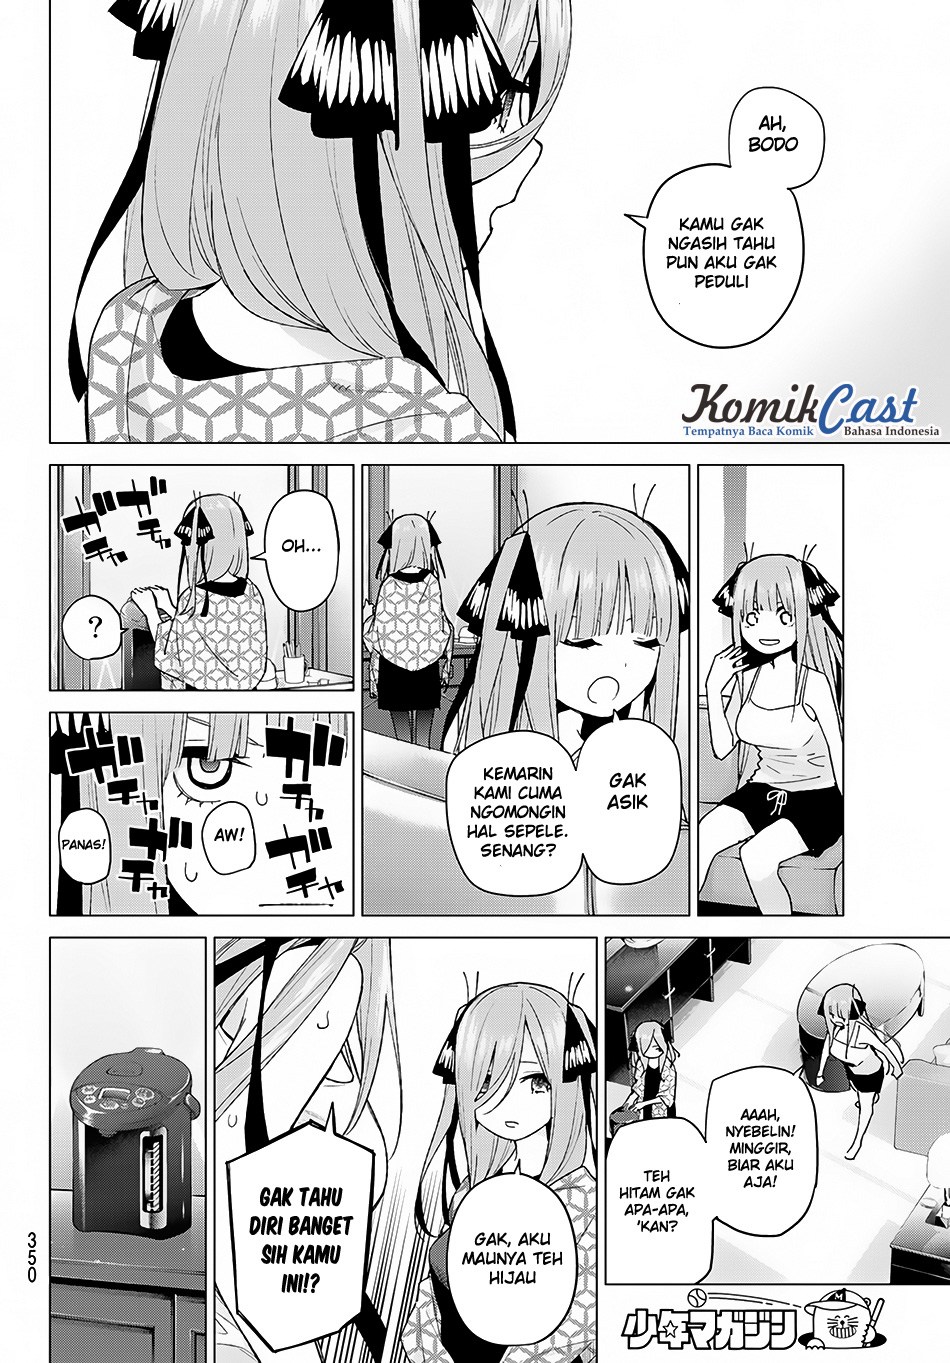 AH,
BODO
KAMU GAK
NGASIH TAHU
PUN AKU GAK
PEDULI
KomikCast
Tempatnya Baca Komik Bahasa Indonesia
GAK
ASIK
KEMARIN
KAMI CUMA
NGOMONGIN
HAL SEPELE.
SENANG?
OH...
ガチャ
ガチャ
?
ガチャ
ガチャ
ガチャ
ガチャ
AW!
PANAS!
AAAH,
NYEBELIN!
MINGGIR,
BIAR AKU
AJA!
TEH
HITAM GAK
APA-APA,
'KAN?
GAK, AKU
MAUNYA TEH
HIJAU
GAK TAHU
DIRI BANGET
SIH KAMU
INI!?
350
少年マガジン
M